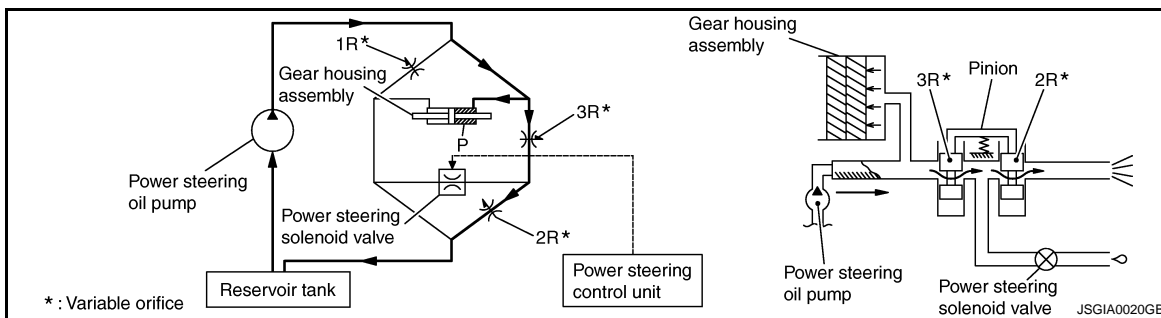 1R*
Gear housing
assembly
3R*
P
Power steering
oil pump
Power steering
solenoid valve
2R*
Reservoir tank
Power steering
control unit
* : Variable orifice
Gear housing
assembly
Pinion
3R*
2R*
Power steering
oil pump
Power steering
solenoid valve
JSGIA0020GB